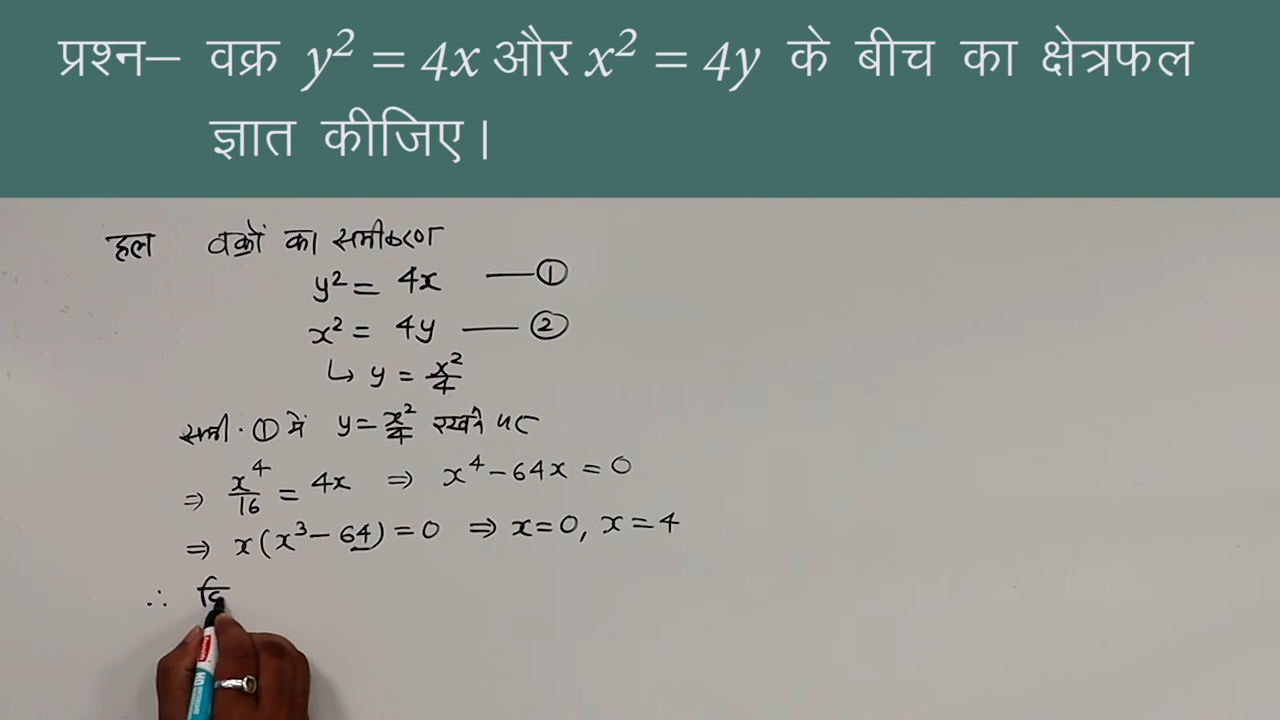 प्रश्न– वक्र y² = 4x और x² = 4y के बीच का क्षेत्रफल
ज्ञात कीजिए।
हल वक्रों का समीकरण
y² = 4x —— ①
x² = 4y —— ②
↳ y = x²/4
समी. ① में y = x²/4 रखने पर
⇒ x⁴/16 = 4x ⇒ x⁴ – 64x = 0
⇒ x(x³ – 64) = 0 ⇒ x=0, x=4
∴